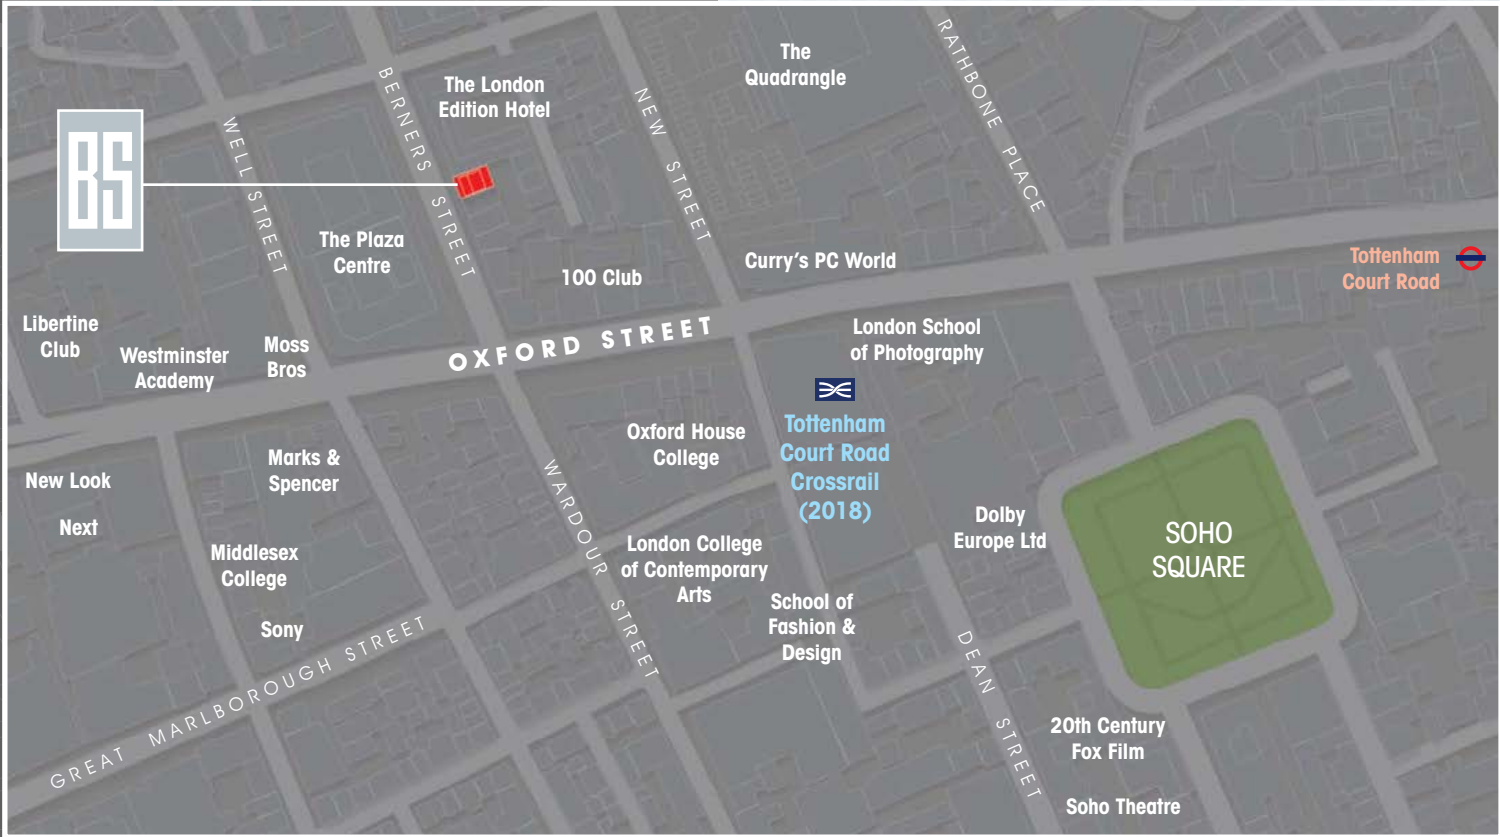 The
Quadrangle
RATHBONE PLACE
The London
Edition Hotel
BERNERS STREET
NEW STREET
WELL STREET
BS
The Plaza
Centre
100 Club
Curry's PC World
Tottenham
Court Road
Libertine
Club
Westminster
Academy
Moss
Bros
OXFORD STREET
London School
of Photography
Tottenham
Court Road
Crossrail
(2018)
Oxford House
College
New Look
Next
Marks &
Spencer
WARDOUR STREET
Dolby
Europe Ltd
SOHO
SQUARE
Middlesex
College
London College
of Contemporary
Arts
School of
Fashion &
Design
Sony
GREAT MARLBOROUGH STREET
DEAN STREET
20th Century
Fox Film
Soho Theatre